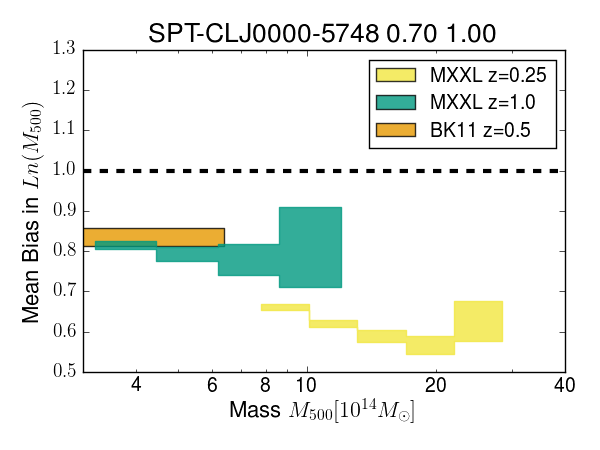 SPT-CLJ0000-5748 0.70 1.00
1.3
1.2
1.1
1.0
0.9
0.8
0.7
0.6
0.5
Mean Bias in Ln(M500)
MXXL z=0.25
MXXL z=1.0
BK11 z=0.5
4 6 8 10 20 40
Mass M500[10^14M⊙]